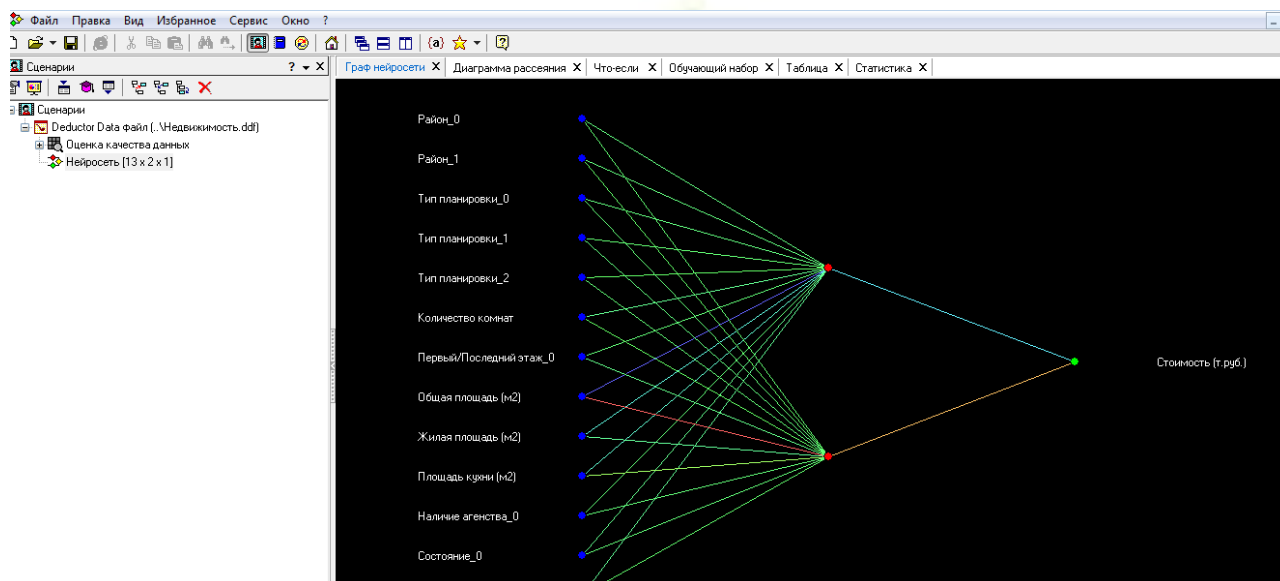 Файл Правка Вид Избранное Сервис Окно ?
Сценарии
Граф нейросети X Диаграмма рассеяния X Что-если X Обучающий набор X Таблица X Статистика X
Сценарии
Deductor Data файл (..\Недвижимость.ddf)
Оценка качества данных
Нейросеть [13 x 2 x 1]
Район_0
Район_1
Тип планировки_0
Тип планировки_1
Тип планировки_2
Количество комнат
Первый/Последний этаж_0
Общая площадь (м2)
Жилая площадь (м2)
Площадь кухни (м2)
Наличие агенства_0
Состояние_0
Стоимость (т.руб.)